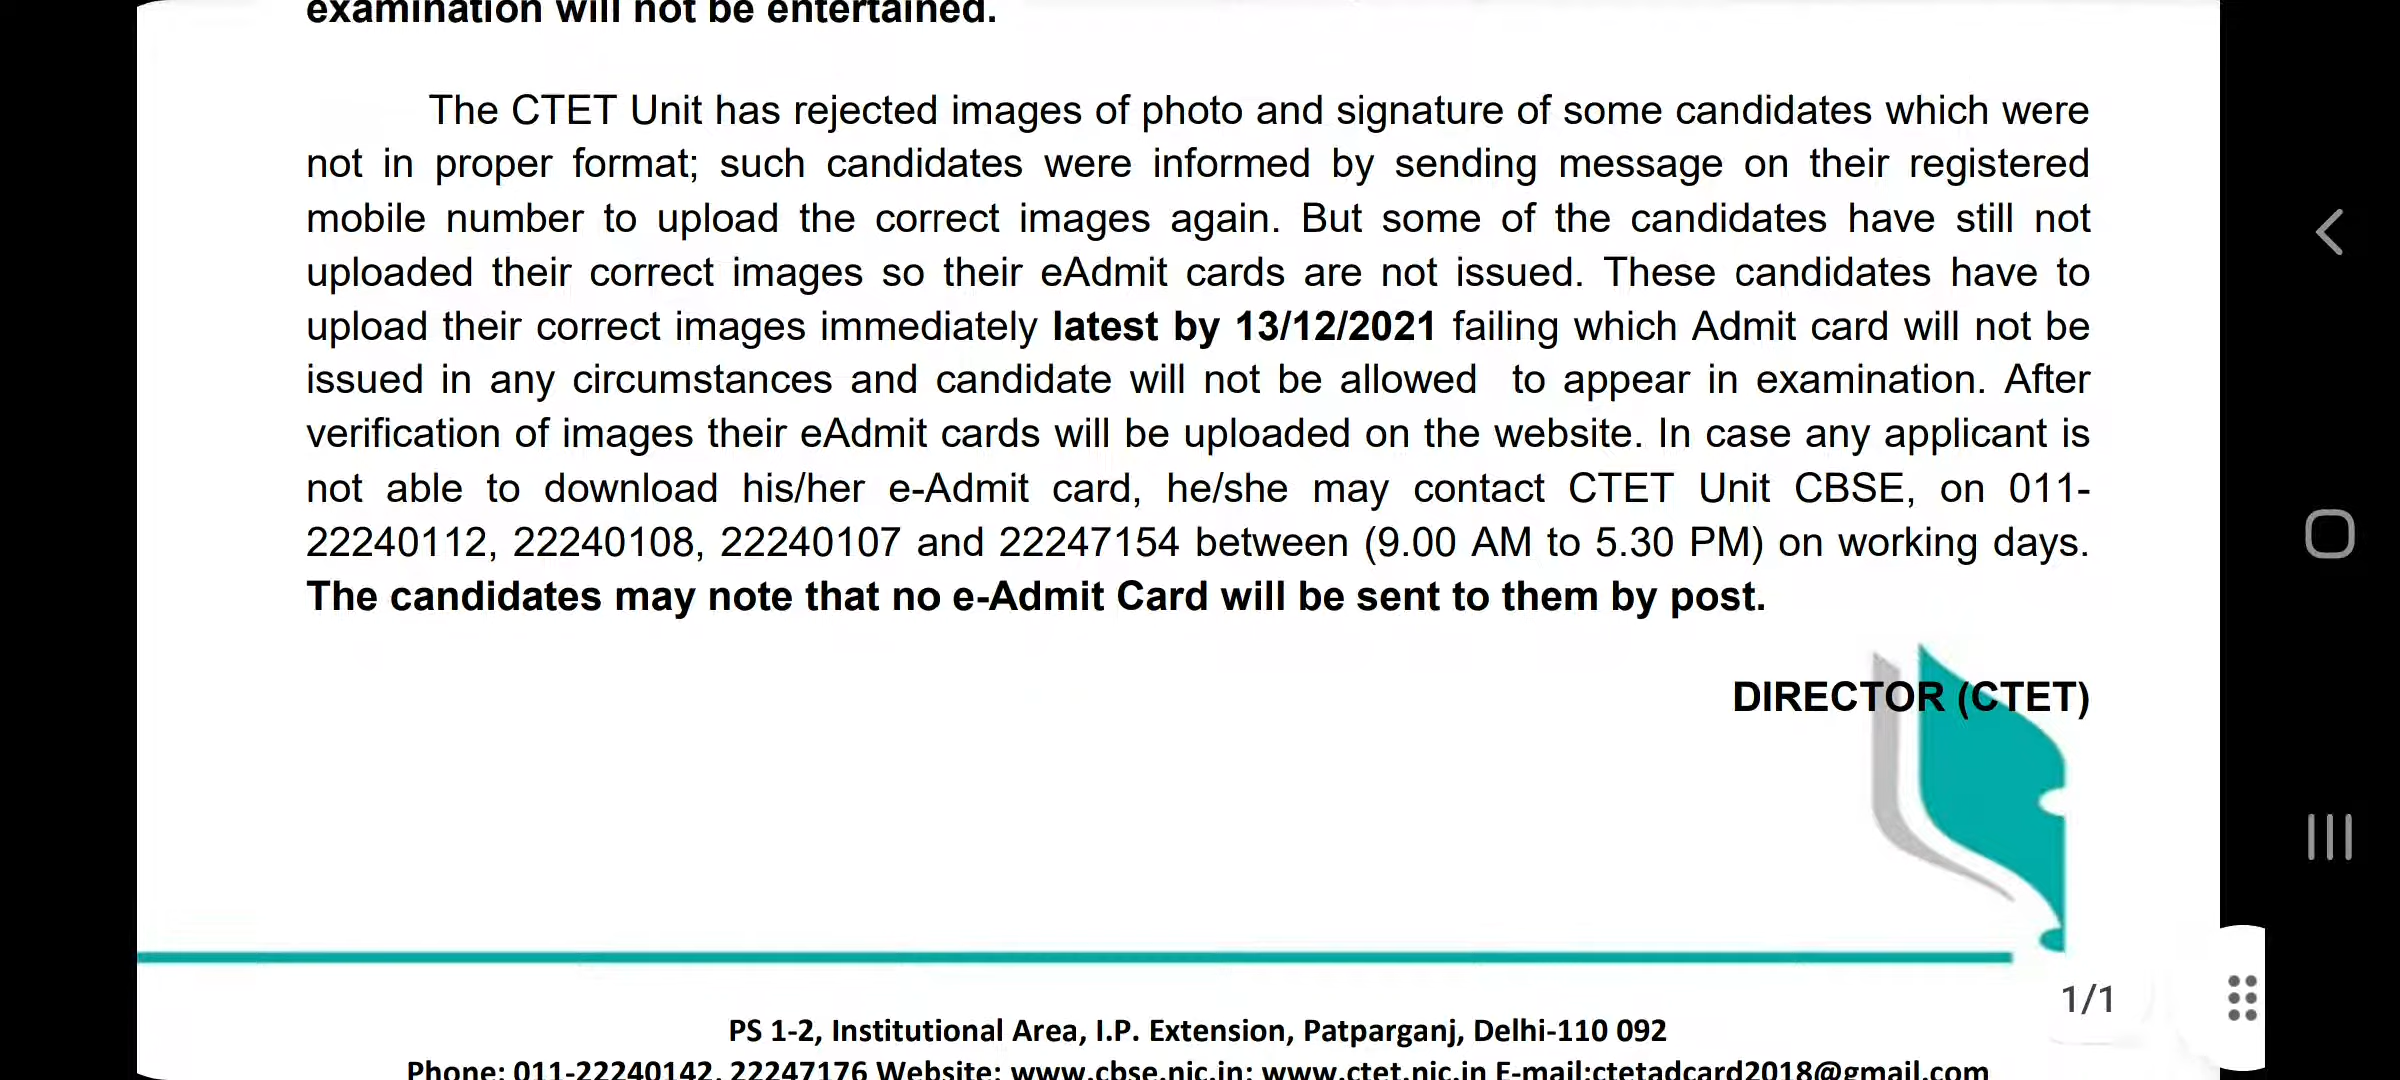 examination will not be entertained.
The CTET Unit has rejected images of photo and signature of some candidates which were
not in proper format; such candidates were informed by sending message on their registered
mobile number to upload the correct images again. But some of the candidates have still not
uploaded their correct images so their eAdmit cards are not issued. These candidates have to
upload their correct images immediately latest by 13/12/2021 failing which Admit card will not be
issued in any circumstances and candidate will not be allowed to appear in examination. After
verification of images their eAdmit cards will be uploaded on the website. In case any applicant is
not able to download his/her e-Admit card, he/she may contact CTET Unit CBSE, on 011-
22240112, 22240108, 22240107 and 22247154 between (9.00 AM to 5.30 PM) on working days.
The candidates may note that no e-Admit Card will be sent to them by post.
DIRECTOR (CTET)
1/1
PS 1-2, Institutional Area, I.P. Extension, Patparganj, Delhi-110 092
Phone: 011-22240142, 22247176 Website: www.cbse.nic.in; www.ctet.nic.in E-mail:ctetadcard2018@gmail.com